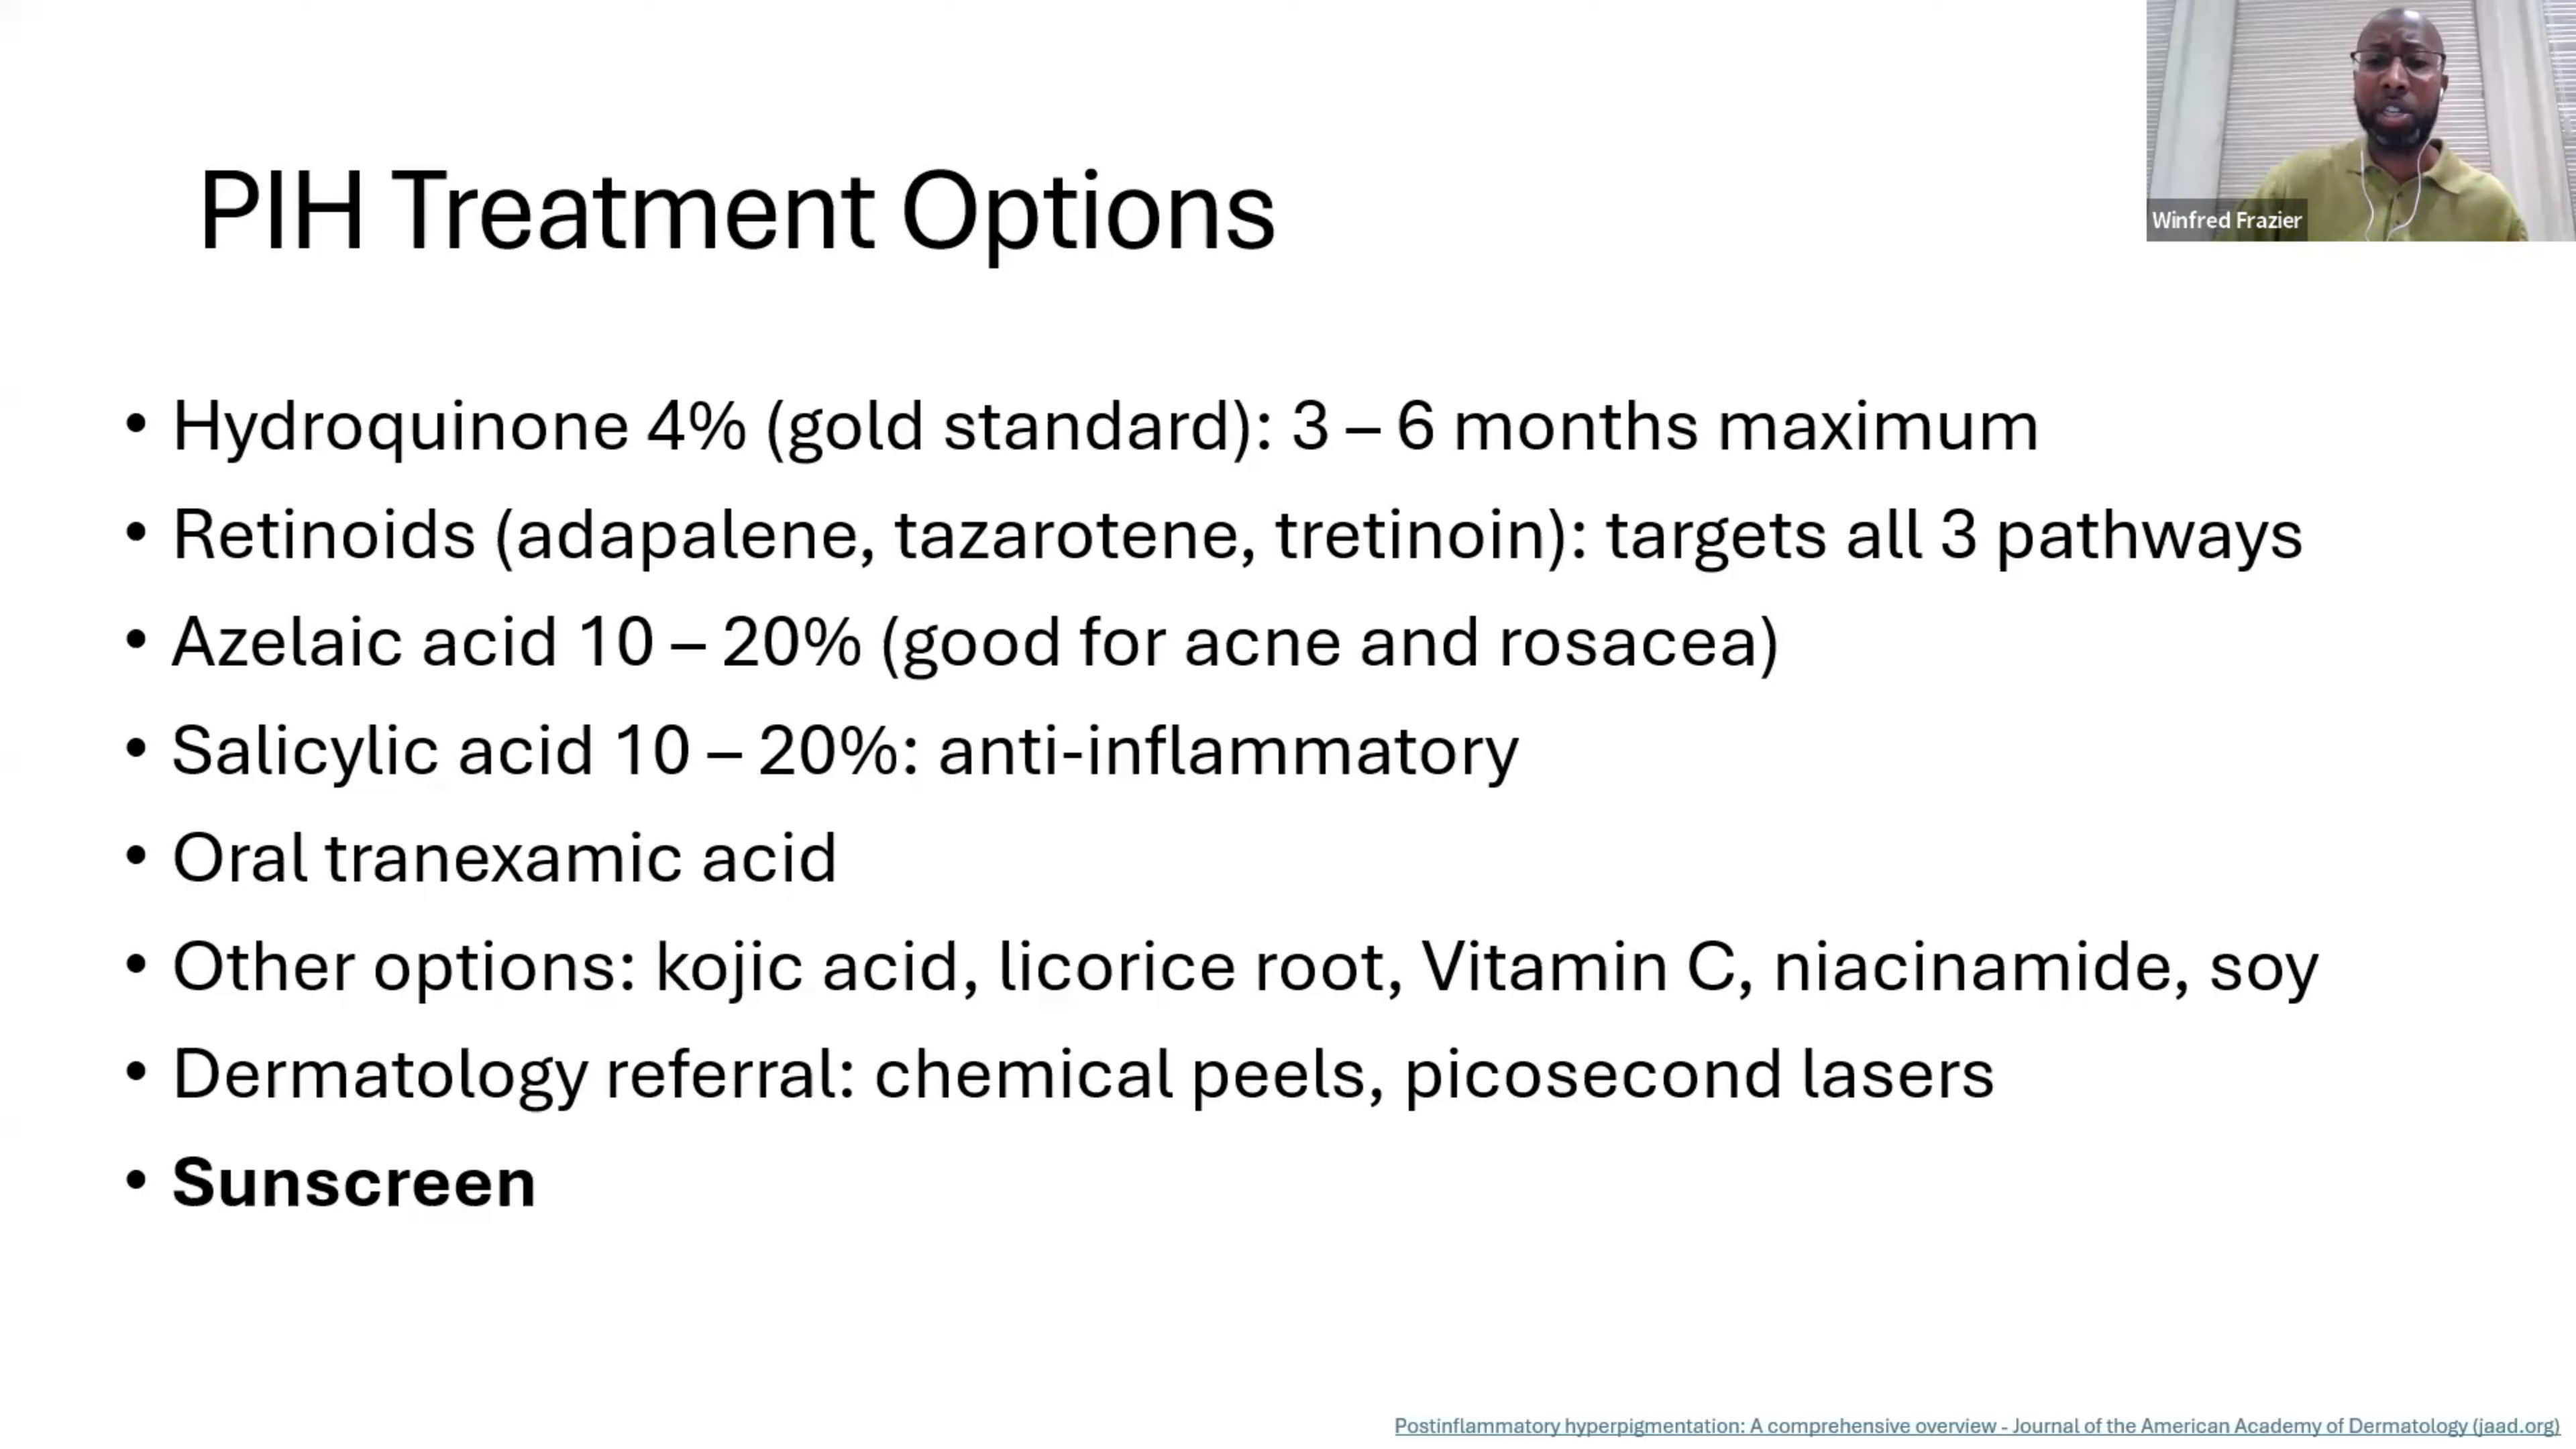 Winfred Frazier
PIH Treatment Options
• Hydroquinone 4% (gold standard): 3 – 6 months maximum
• Retinoids (adapalene, tazarotene, tretinoin): targets all 3 pathways
• Azelaic acid 10 – 20% (good for acne and rosacea)
• Salicylic acid 10 – 20%: anti-inflammatory
• Oral tranexamic acid
• Other options: kojic acid, licorice root, Vitamin C, niacinamide, soy
• Dermatology referral: chemical peels, picosecond lasers
• Sunscreen
Postinflammatory hyperpigmentation: A comprehensive overview - Journal of the American Academy of Dermatology (jaad.org)